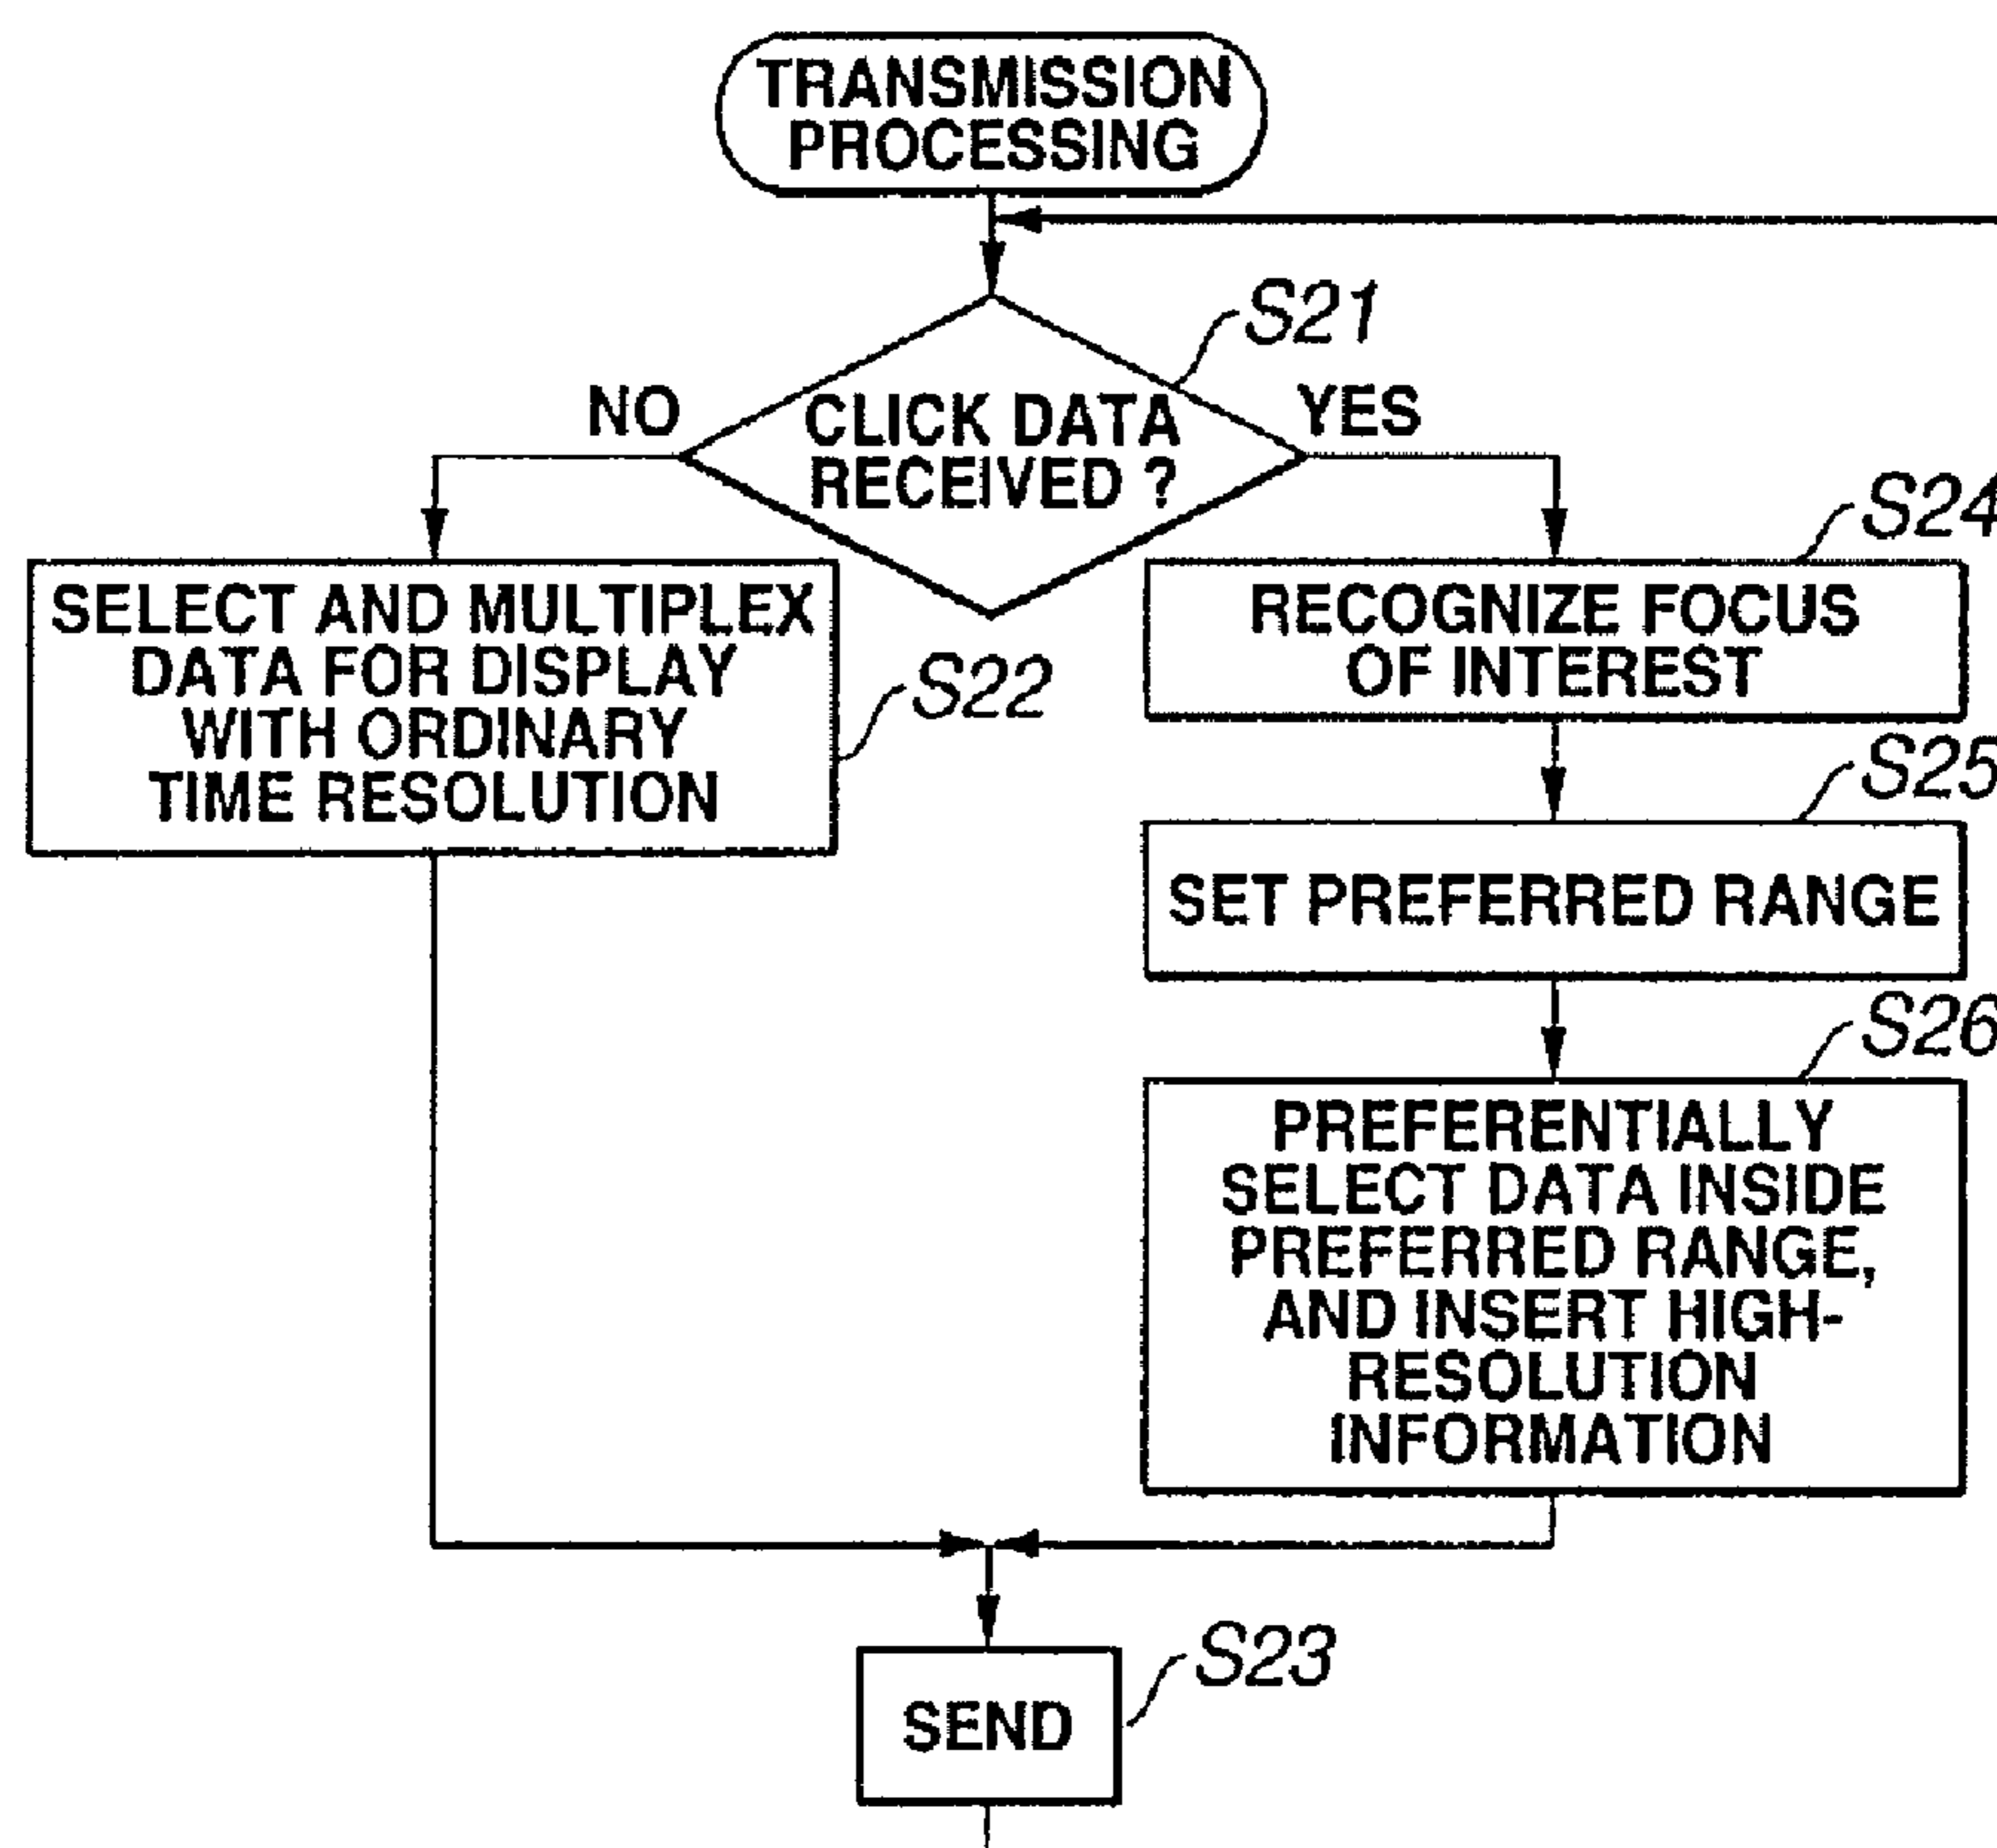 TRANSMISSION
PROCESSING
S21
NO
CLICK DATA
RECEIVED ?
YES
S24
SELECT AND MULTIPLEX
DATA FOR DISPLAY
WITH ORDINARY
TIME RESOLUTION
S22
RECOGNIZE FOCUS
OF INTEREST
S25
SET PREFERRED RANGE
S26
PREFERENTIALLY
SELECT DATA INSIDE
PREFERRED RANGE,
AND INSERT HIGH-
RESOLUTION
INFORMATION
S23
SEND